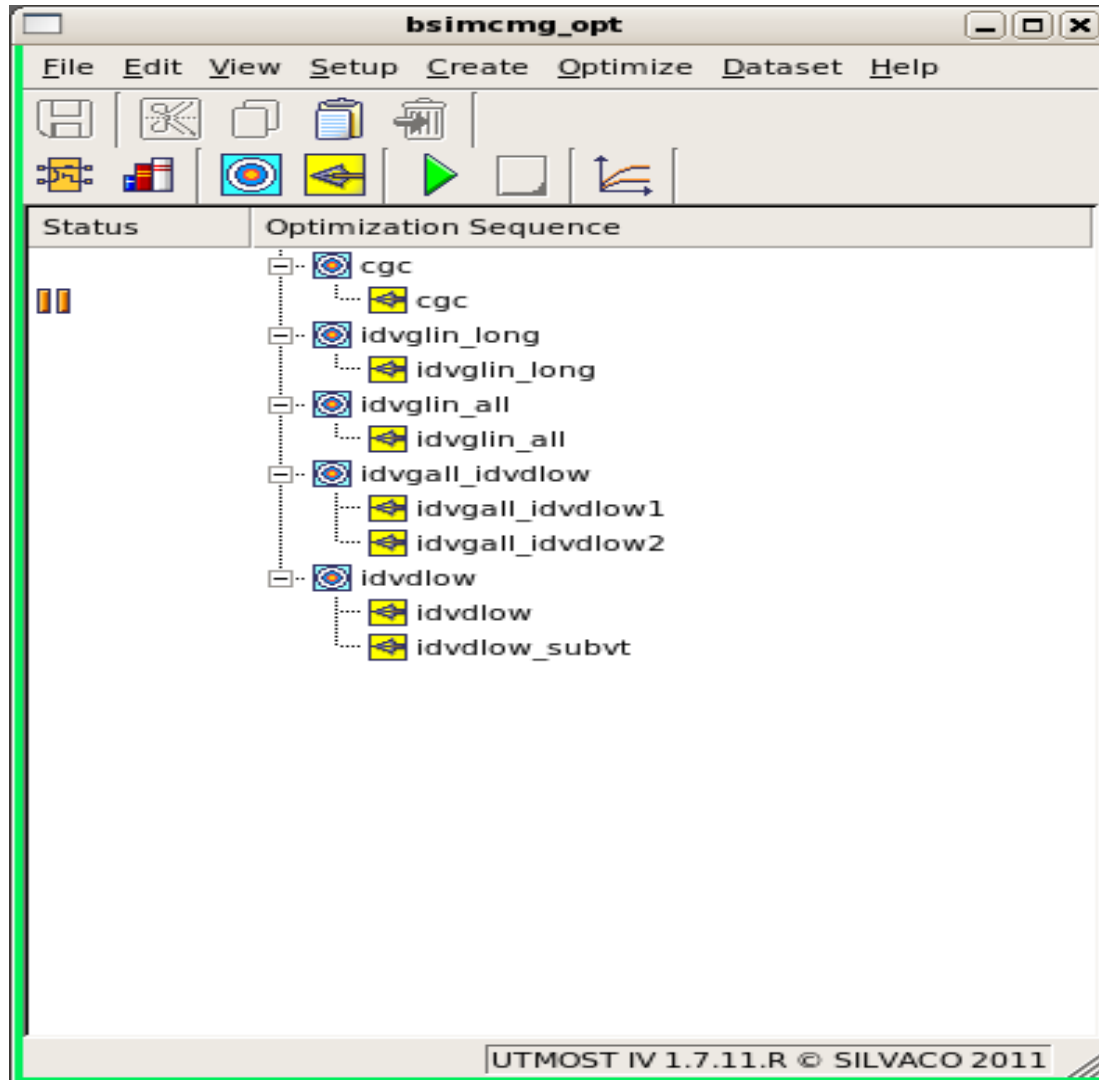 bsimcmg_opt
File Edit View Setup Create Optimize Dataset Help
Status Optimization Sequence
cgc
cgc
idvglin_long
idvglin_long
idvglin_all
idvglin_all
idvgall_idvdlow
idvgall_idvdlow1
idvgall_idvdlow2
idvdlow
idvdlow
idvdlow_subvt
UTMOST IV 1.7.11.R © SILVACO 2011